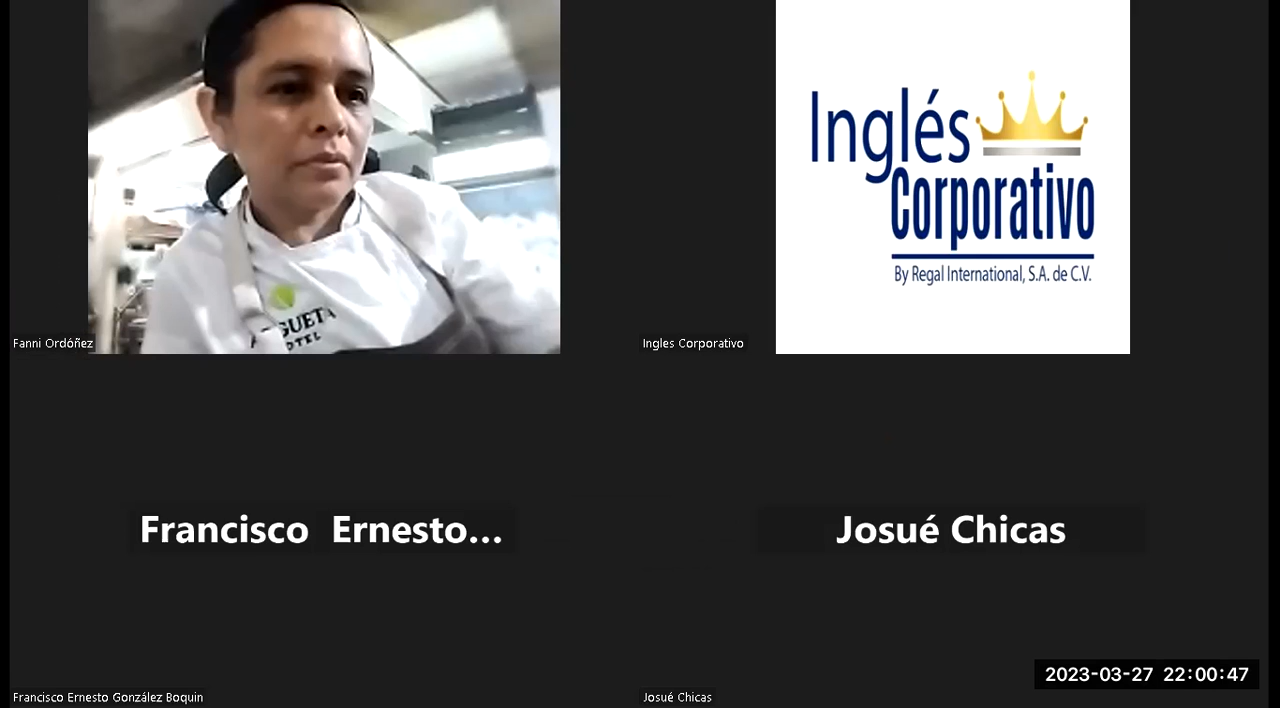 HOTEL
Fanni Ordóñez
Inglés
Corporativo
By Regal International, S.A. de C.V.
Ingles Corporativo
Francisco Ernesto...
Josué Chicas
2023-03-27 22:00:47
Francisco Ernesto González Boquin
Josué Chicas